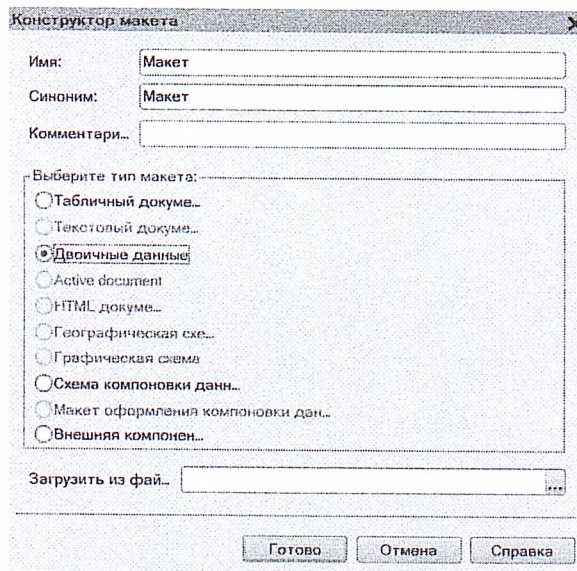 Конструктор макета
Имя: Макет
Синоним: Макет
Комментари...
Выберите тип макета:
Табличный докуме...
Текстовый докуме...
Двоичные данные
Active document
HTML докуме...
Географическая схе...
Графическая схема
Схема компоновки данн...
Макет оформления компоновки дан...
Внешняя компонен...
Загрузить из фай... ...
Готово Отмена Справка